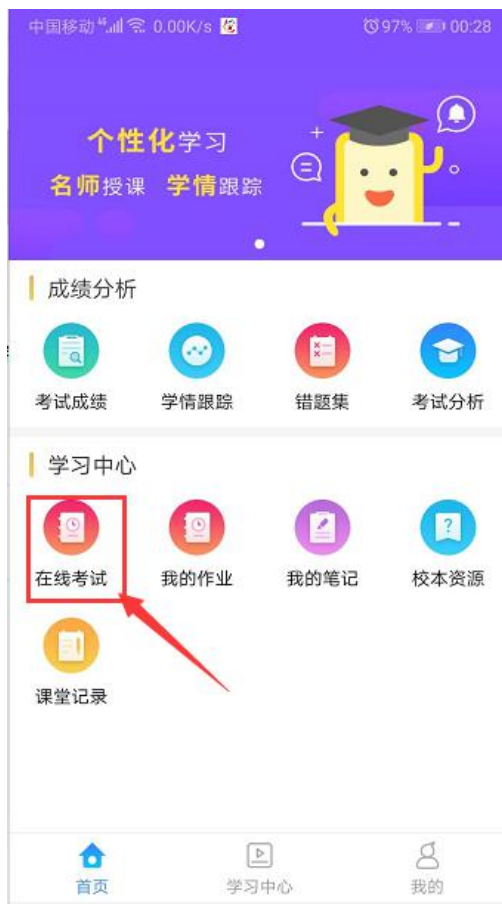 中国移动 4G 0.00K/s 97% 00:28
个性化学习
名师授课 学情跟踪
成绩分析
考试成绩 学情跟踪 错题集 考试分析
学习中心
在线考试 我的作业 我的笔记 校本资源
课堂记录
首页 学习中心 我的